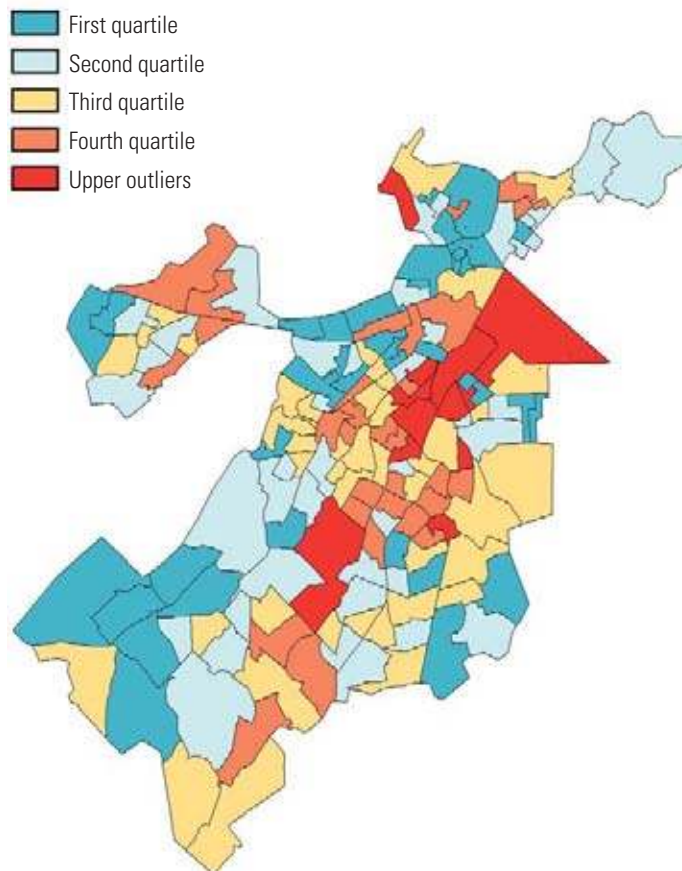 First quartile
Second quartile
Third quartile
Fourth quartile
Upper outliers